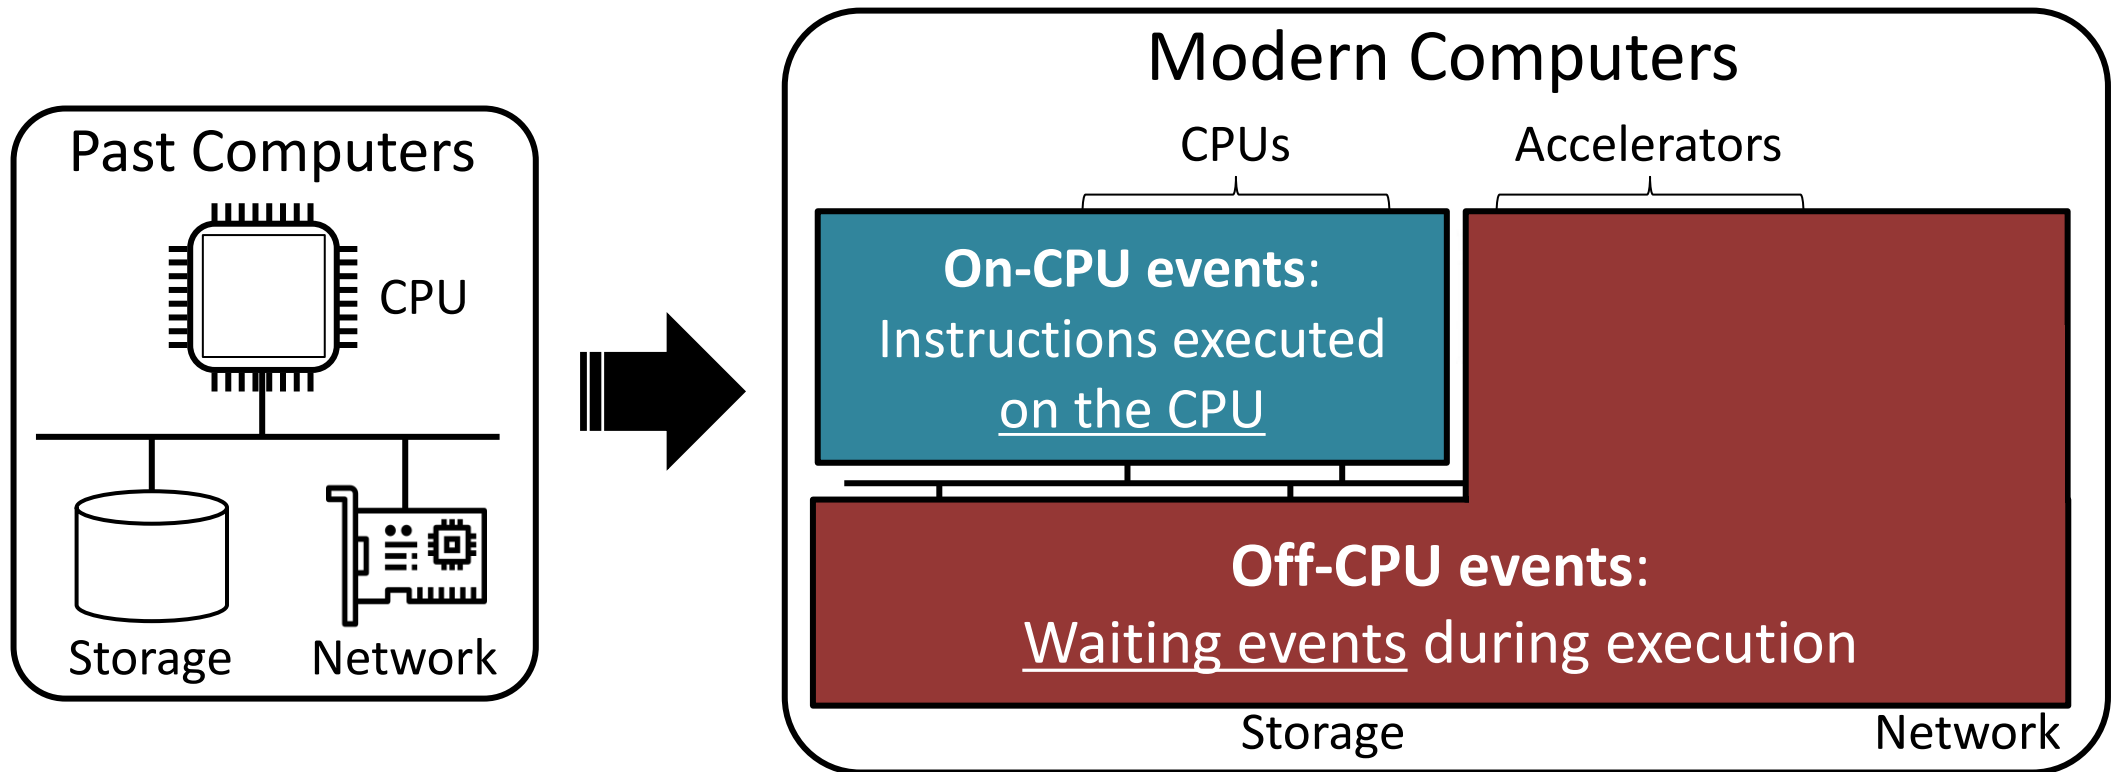 Past Computers
CPU
Storage
Network
Modern Computers
CPUs
Accelerators
On-CPU events:
Instructions executed
on the CPU
Off-CPU events:
Waiting events during execution
Storage
Network